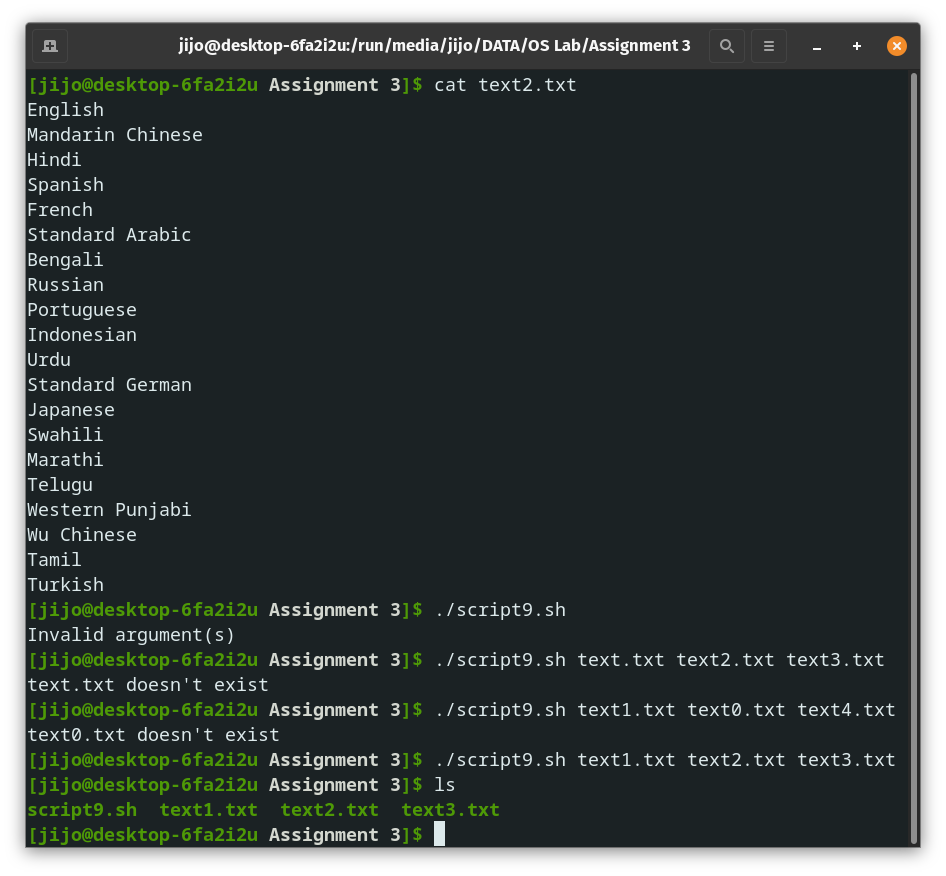 jijo@desktop-6fa2i2u:/run/media/jijo/DATA/OS Lab/Assignment 3
[jijo@desktop-6fa2i2u Assignment 3]$ cat text2.txt
English
Mandarin Chinese
Hindi
Spanish
French
Standard Arabic
Bengali
Russian
Portuguese
Indonesian
Urdu
Standard German
Japanese
Swahili
Marathi
Telugu
Western Punjabi
Wu Chinese
Tamil
Turkish
[jijo@desktop-6fa2i2u Assignment 3]$ ./script9.sh
Invalid argument(s)
[jijo@desktop-6fa2i2u Assignment 3]$ ./script9.sh text.txt text2.txt text3.txt
text.txt doesn't exist
[jijo@desktop-6fa2i2u Assignment 3]$ ./script9.sh text1.txt text0.txt text4.txt
text0.txt doesn't exist
[jijo@desktop-6fa2i2u Assignment 3]$ ./script9.sh text1.txt text2.txt text3.txt
[jijo@desktop-6fa2i2u Assignment 3]$ ls
script9.sh  text1.txt  text2.txt  text3.txt
[jijo@desktop-6fa2i2u Assignment 3]$